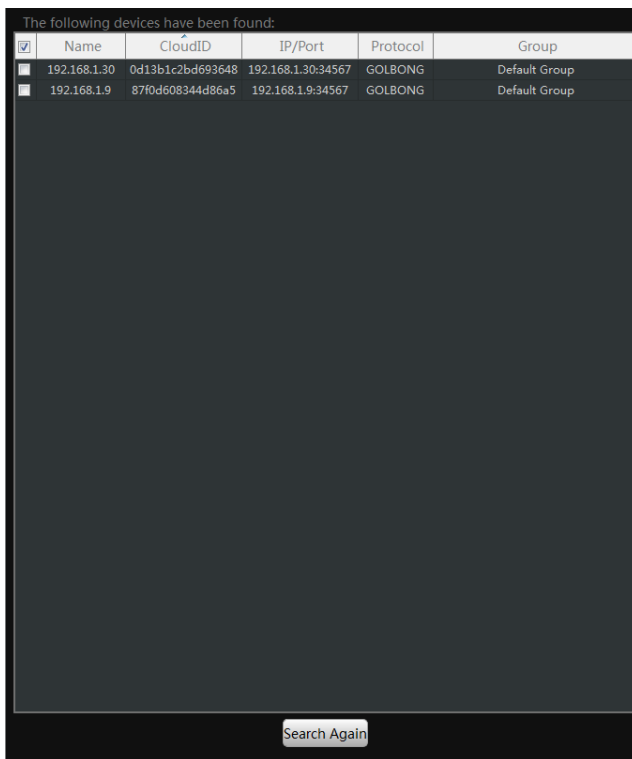 The following devices have been found:
Name CloudID IP/Port Protocol Group
192.168.1.30 0d13b1c2bd693648 192.168.1.30:34567 GOLBONG Default Group
192.168.1.9 87f0d608344d86a5 192.168.1.9:34567 GOLBONG Default Group
Search Again